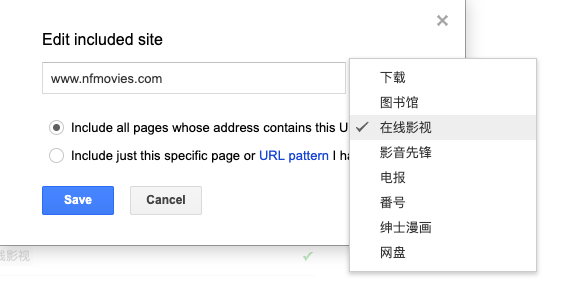 Edit included site
www.nfmovies.com
Include all pages whose address contains this U
Include just this specific page or URL pattern I ha
Save
Cancel
下载
图书馆
在线影视
影音先锋
电报
番号
绅士漫画
网盘
线影视